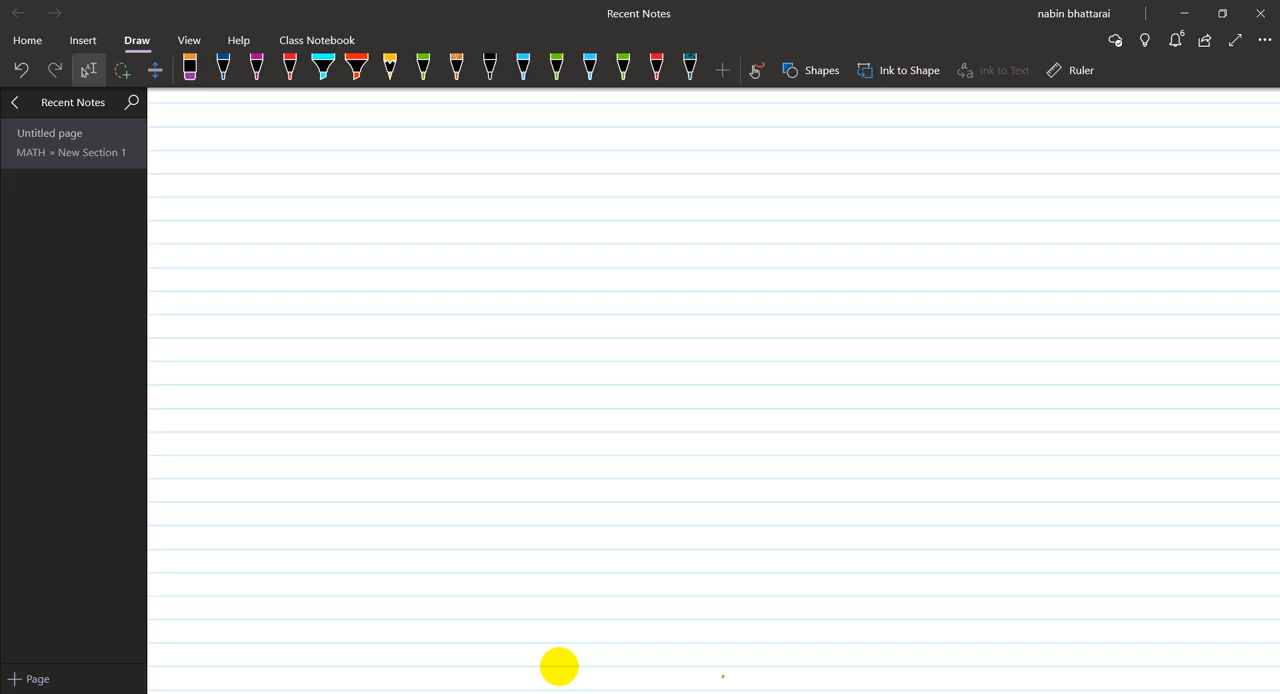 Recent Notes
nabin bhattarai
Home Insert Draw View Help Class Notebook
6
Shapes Ink to Shape Ink to Text Ruler
Recent Notes
Untitled page
MATH » New Section 1
Page